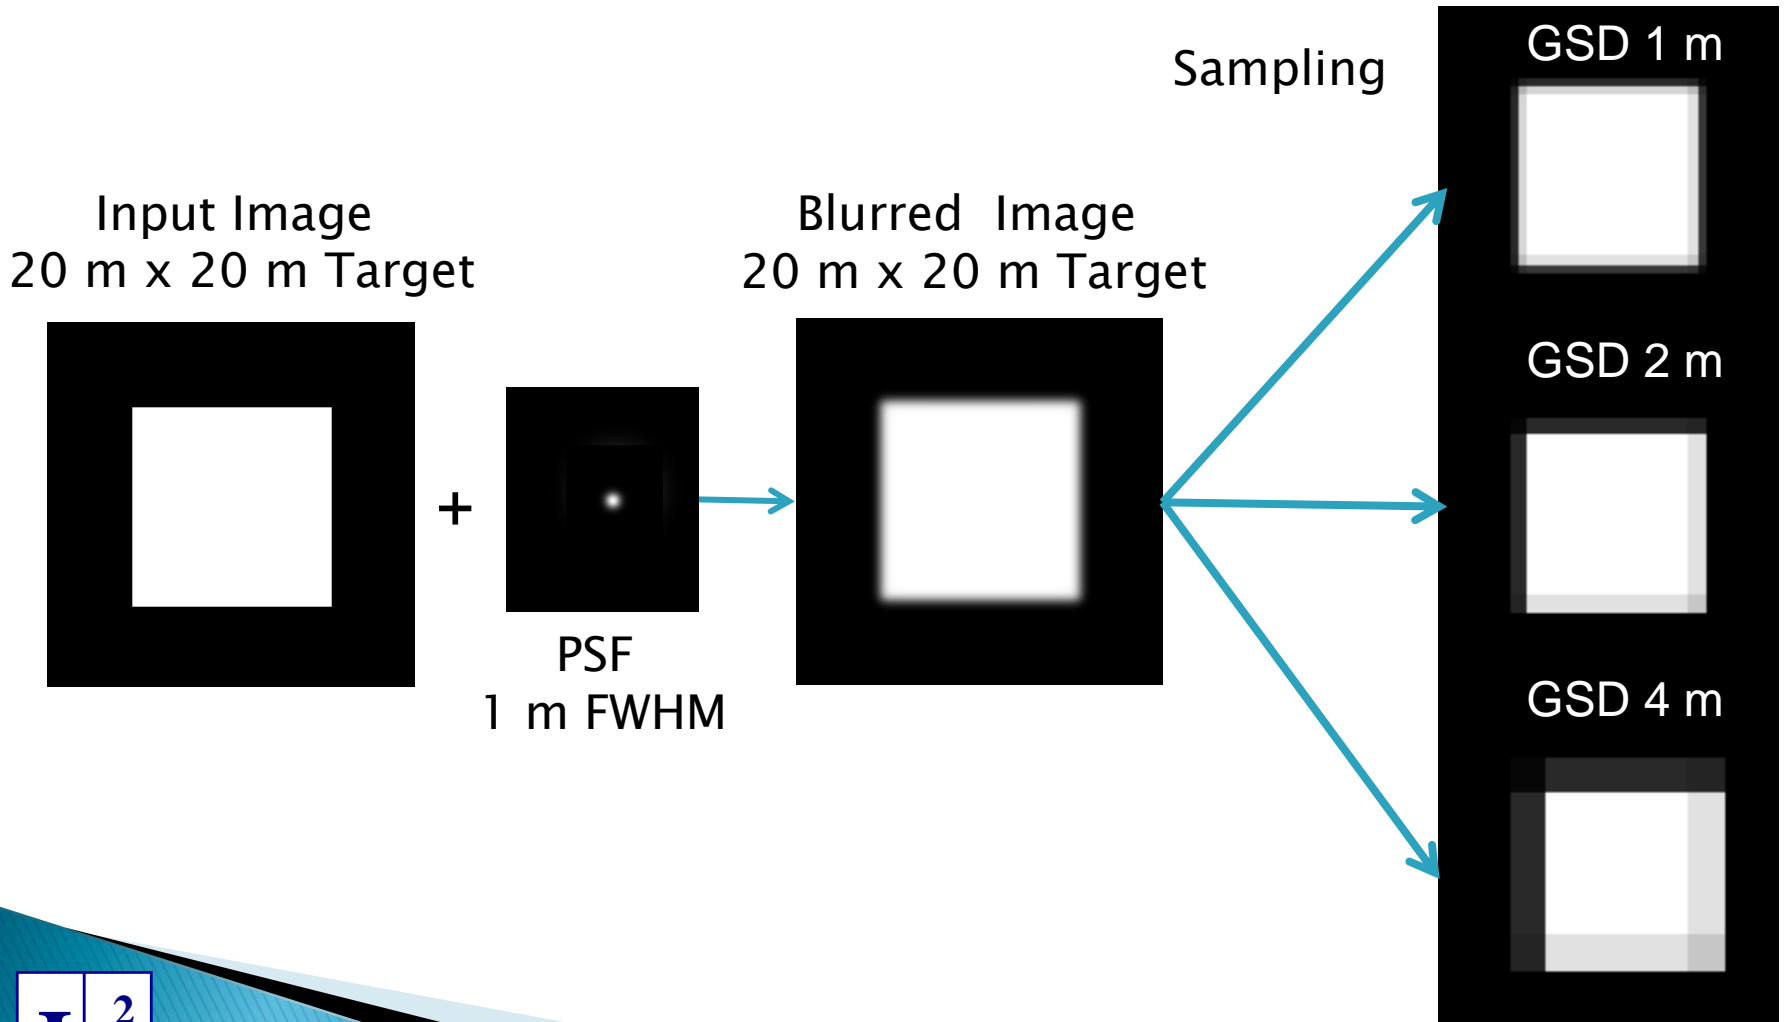 Sampling
Input Image
20 m x 20 m Target
+
PSF
1 m FWHM
Blurred  Image
20 m x 20 m Target
GSD 1 m
GSD 2 m
GSD 4 m
2